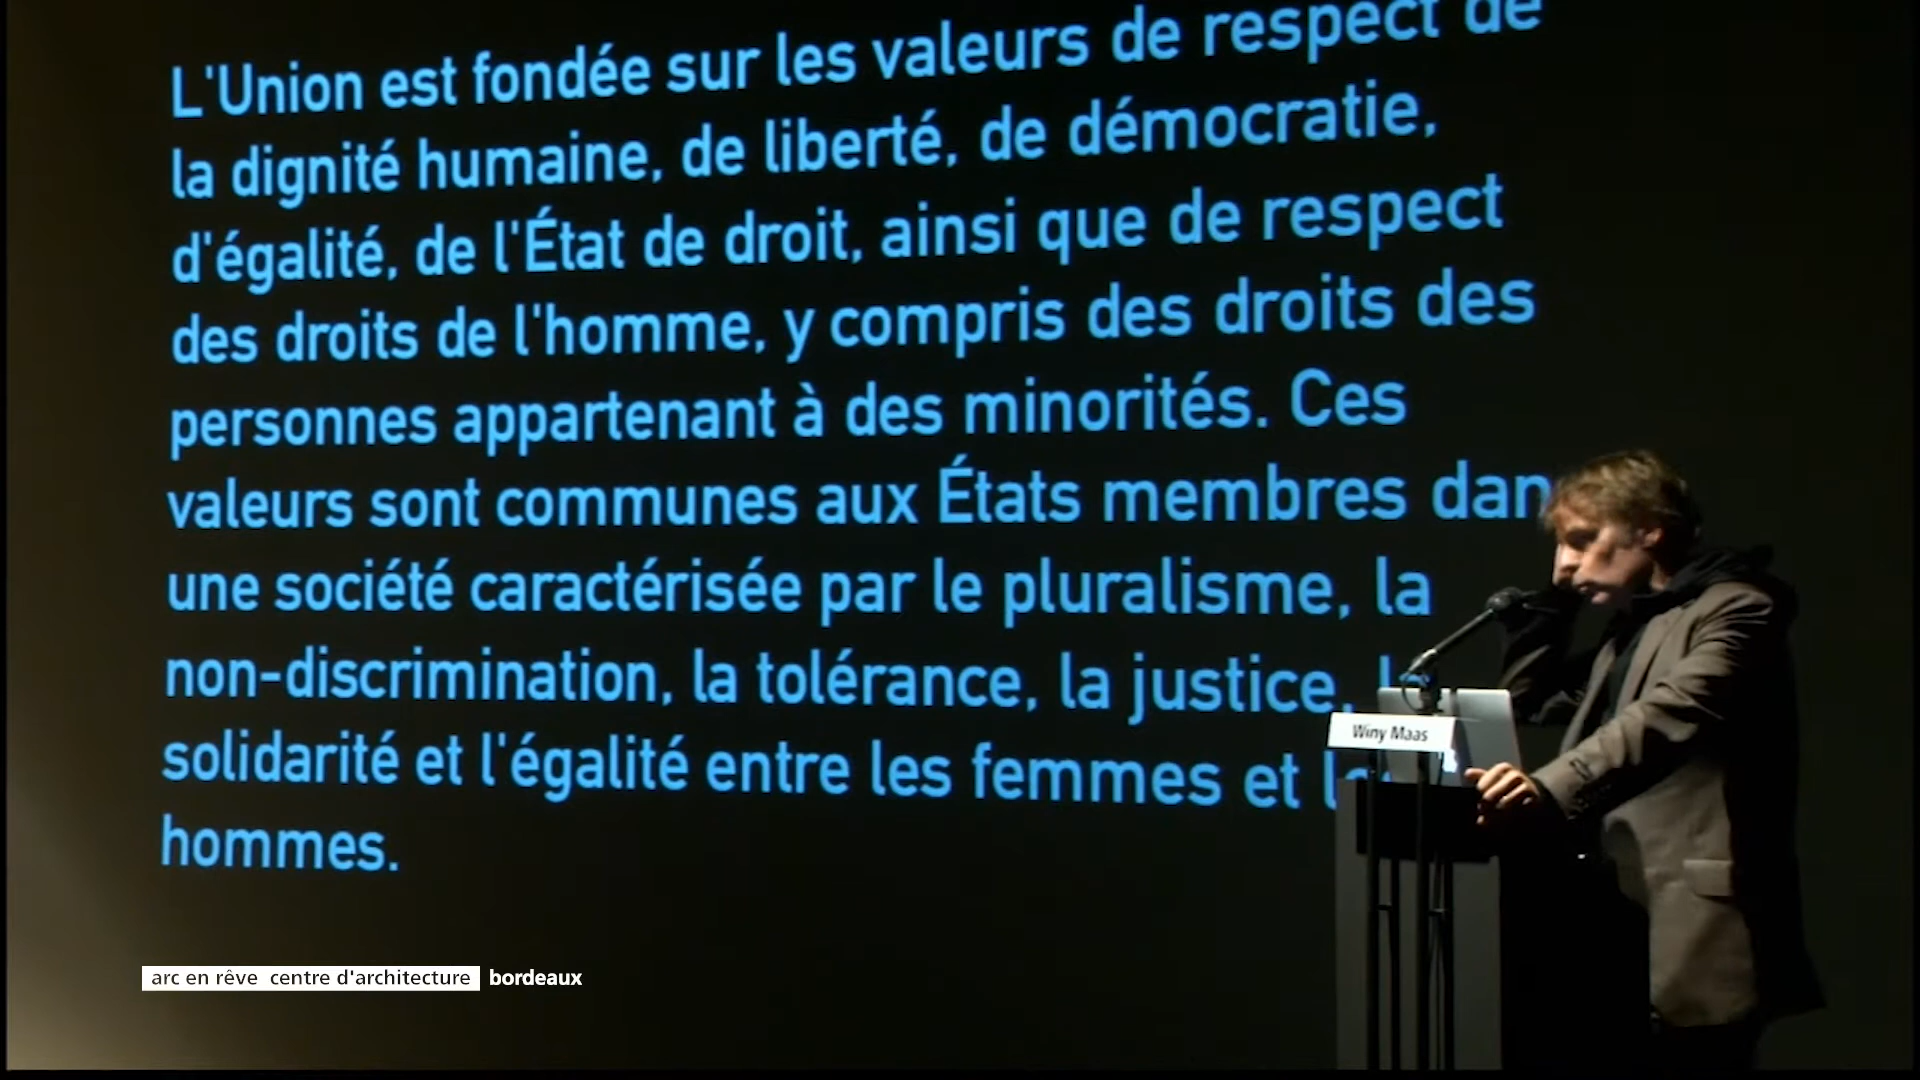 L'Union est fondée sur les valeurs de respect de
la dignité humaine, de liberté, de démocratie,
d'égalité, de l'État de droit, ainsi que de respect
des droits de l'homme, y compris des droits des
personnes appartenant à des minorités. Ces
valeurs sont communes aux États membres dan
une société caractérisée par le pluralisme, la
non-discrimination, la tolérance, la justice,
solidarité et l'égalité entre les femmes et
hommes.
Winy Maas
arc en rêve centre d'architecture bordeaux